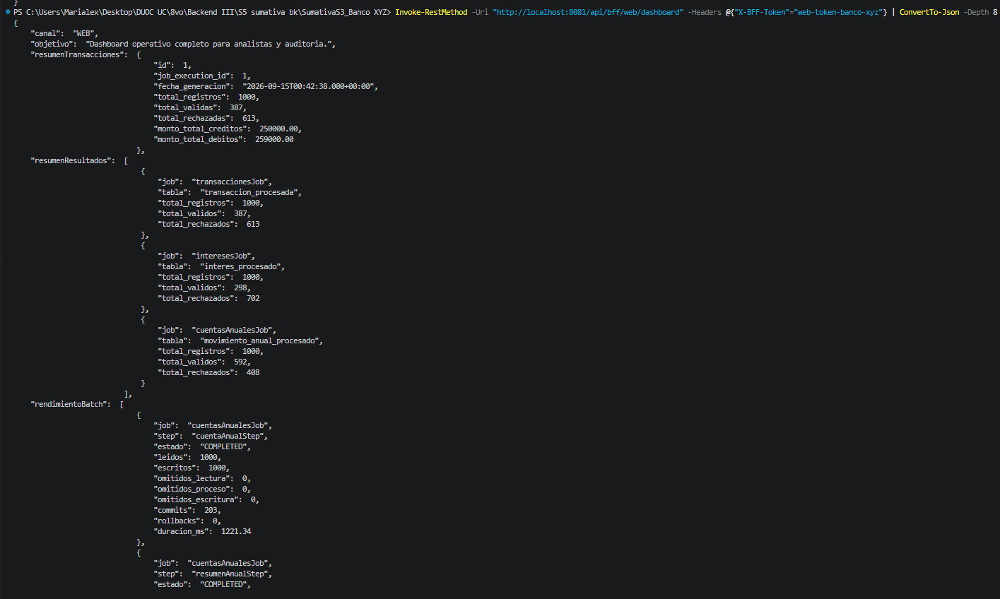 }
PS C:\Users\Marialex\Desktop\DUOC UC\8vo\Backend III\S5 sumativa bk\SumativaS3_Banco XYZ> Invoke-RestMethod -Uri "http://localhost:8081/api/bff/web/dashboard" -Headers @{"X-BFF-Token"="web-token-banco-xyz"} | ConvertTo-Json -Depth 8
{
    "canal":  "WEB",
    "objetivo":  "Dashboard operativo completo para analistas y auditoria.",
    "resumenTransacciones":  {
                                 "id":  1,
                                 "job_execution_id":  1,
                                 "fecha_generacion":  "2026-09-15T00:42:38.000+00:00",
                                 "total_registros":  1000,
                                 "total_validas":  387,
                                 "total_rechazadas":  613,
                                 "monto_total_creditos":  250000.00,
                                 "monto_total_debitos":  259000.00
                             },
    "resumenResultados":  [
                              {
                                  "job":  "transaccionesJob",
                                  "tabla":  "transaccion_procesada",
                                  "total_registros":  1000,
                                  "total_validos":  387,
                                  "total_rechazados":  613
                              },
                              {
                                  "job":  "interesesJob",
                                  "tabla":  "interes_procesado",
                                  "total_registros":  1000,
                                  "total_validos":  298,
                                  "total_rechazados":  702
                              },
                              {
                                  "job":  "cuentasAnualesJob",
                                  "tabla":  "movimiento_anual_procesado",
                                  "total_registros":  1000,
                                  "total_validos":  592,
                                  "total_rechazados":  408
                              }
                          ],
    "rendimientoBatch":  [
                             {
                                 "job":  "cuentasAnualesJob",
                                 "step":  "cuentaAnualStep",
                                 "estado":  "COMPLETED",
                                 "leidos":  1000,
                                 "escritos":  1000,
                                 "omitidos_lectura":  0,
                                 "omitidos_proceso":  0,
                                 "omitidos_escritura":  0,
                                 "commits":  203,
                                 "rollbacks":  0,
                                 "duracion_ms":  1221.34
                             },
                             {
                                 "job":  "cuentasAnualesJob",
                                 "step":  "resumenAnualStep",
                                 "estado":  "COMPLETED",